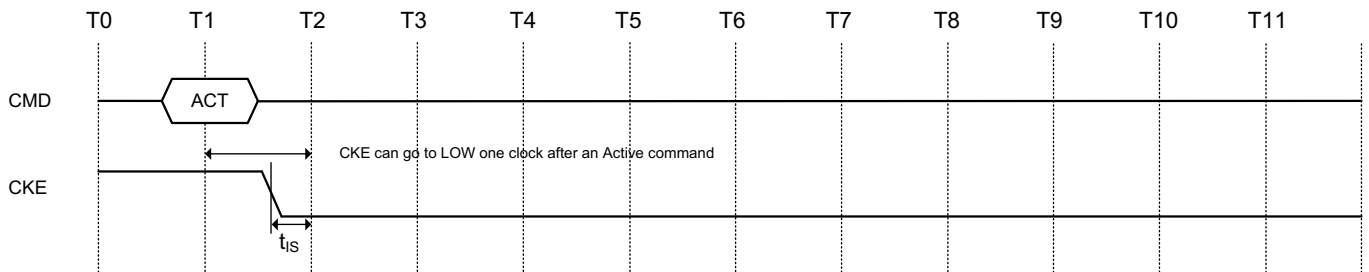 T0 T1 T2 T3 T4 T5 T6 T7 T8 T9 T10 T11
CMD ACT
CKE can go to LOW one clock after an Active command
CKE
tIS